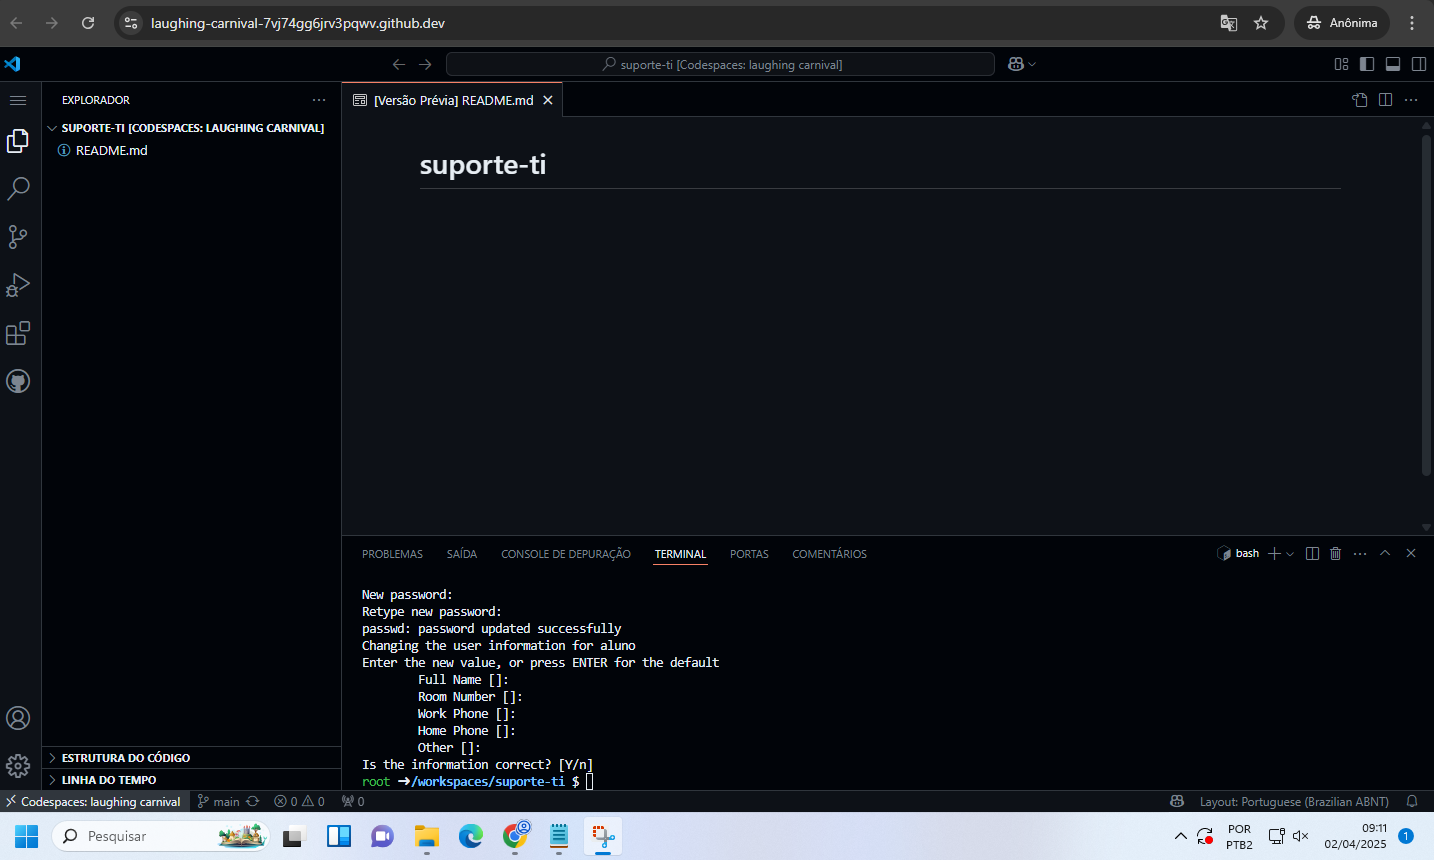 laughing-carnival-7vj74gg6jrv3pqwv.github.dev
Anônima
suporte-ti [Codespaces: laughing carnival]
EXPLORADOR
[Versão Prévia] README.md
SUPORTE-TI [CODESPACES: LAUGHING CARNIVAL]
README.md
suporte-ti
PROBLEMAS SAÍDA CONSOLE DE DEPURAÇÃO TERMINAL PORTAS COMENTÁRIOS
bash
New password:
Retype new password:
passwd: password updated successfully
Changing the user information for aluno
Enter the new value, or press ENTER for the default
Full Name []:
Room Number []:
Work Phone []:
Home Phone []:
Other []:
Is the information correct? [Y/n]
root ➜/workspaces/suporte-ti $
ESTRUTURA DO CÓDIGO
LINHA DO TEMPO
Codespaces: laughing carnival main 0 0 0 Layout: Portuguese (Brazilian ABNT)
Pesquisar
POR
PTB2
09:11
02/04/2025
1